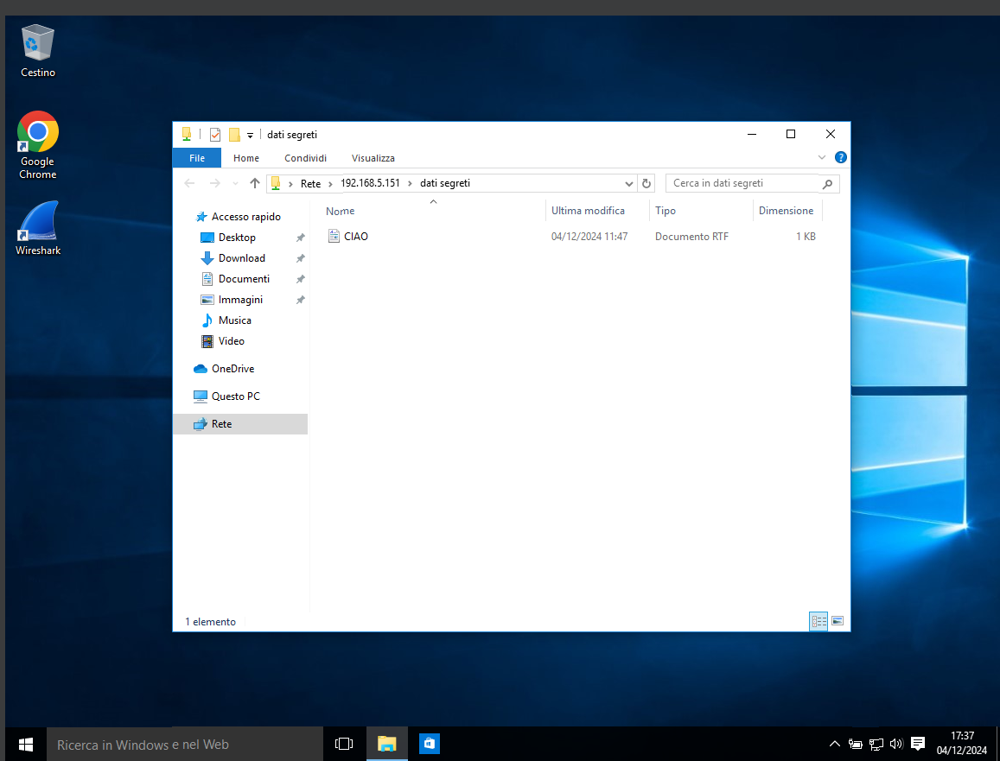 Cestino
Google
Chrome
Wireshark
dati segreti
File Home Condividi Visualizza
Rete 192.168.5.151 dati segreti
Cerca in dati segreti
Nome Ultima modifica Tipo Dimensione
CIAO 04/12/2024 11:47 Documento RTF 1 KB
Accesso rapido
Desktop
Download
Documenti
Immagini
Musica
Video
OneDrive
Questo PC
Rete
1 elemento
Ricerca in Windows e nel Web
17:37
04/12/2024